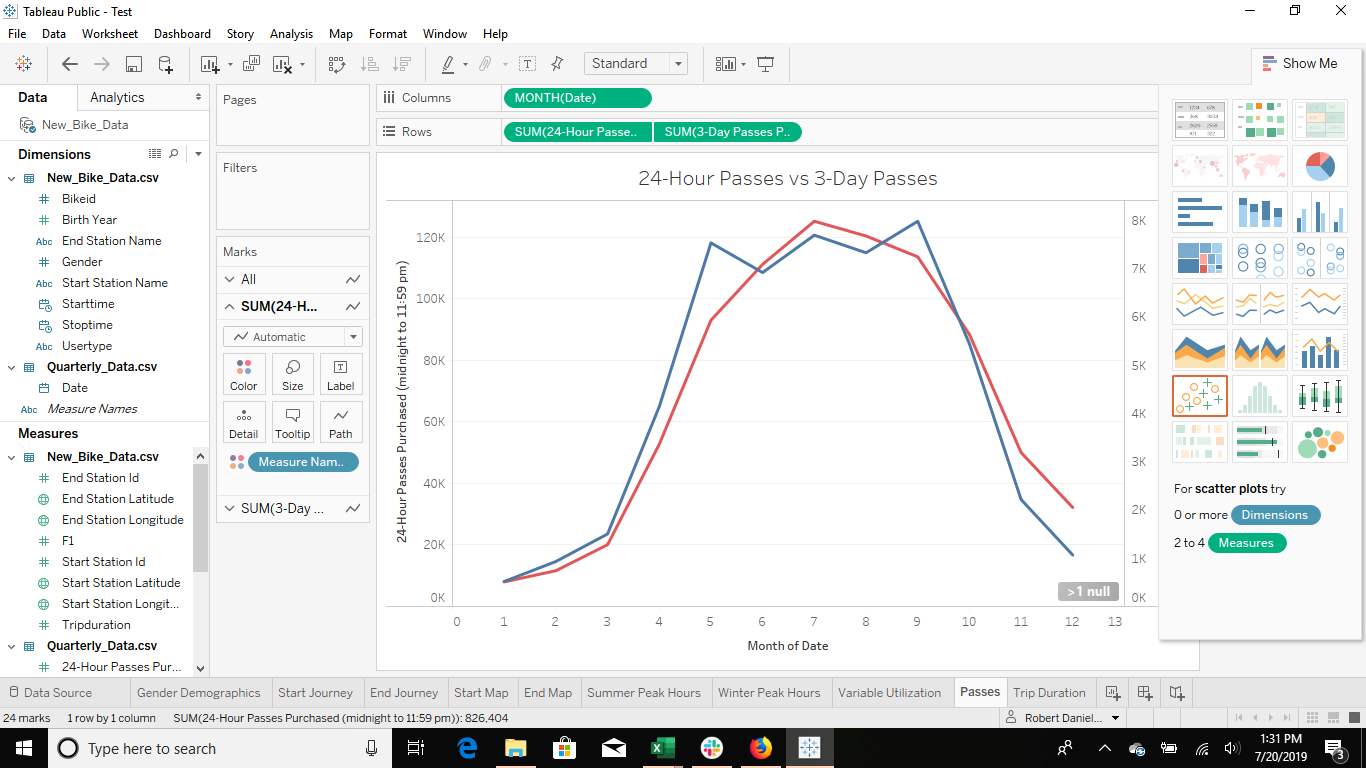 Tableau Public - Test
File Data Worksheet Dashboard Story Analysis Map Format Window Help
Standard
Show Me
Data Analytics
New_Bike_Data
Dimensions
New_Bike_Data.csv
Bikeid
Birth Year
Abc End Station Name
Gender
Abc Start Station Name
Starttime
Stoptime
Abc Usertype
Quarterly_Data.csv
Date
Abc Measure Names
Measures
New_Bike_Data.csv
End Station Id
End Station Latitude
End Station Longitude
F1
Start Station Id
Start Station Latitude
Start Station Longit...
Tripduration
Quarterly_Data.csv
24-Hour Passes Pur...
Pages
Filters
Marks
All
SUM(24-H...
Automatic
Color Size Label
Detail Tooltip Path
Measure Nam..
SUM(3-Day ...
Columns MONTH(Date)
Rows SUM(24-Hour Passe.. SUM(3-Day Passes P..
24-Hour Passes vs 3-Day Passes
24-Hour Passes Purchased (midnight to 11:59 pm)
120K
100K
80K
60K
40K
20K
0K
8K
7K
6K
5K
4K
3K
2K
1K
0K
>1 null
0 1 2 3 4 5 6 7 8 9 10 11 12 13
Month of Date
For scatter plots try
0 or more Dimensions
2 to 4 Measures
Data Source Gender Demographics Start Journey End Journey Start Map End Map Summer Peak Hours Winter Peak Hours Variable Utilization Passes Trip Duration
24 marks 1 row by 1 column SUM(24-Hour Passes Purchased (midnight to 11:59 pm)): 826,404
Robert Daniel...
Type here to search
1:31 PM
7/20/2019
3